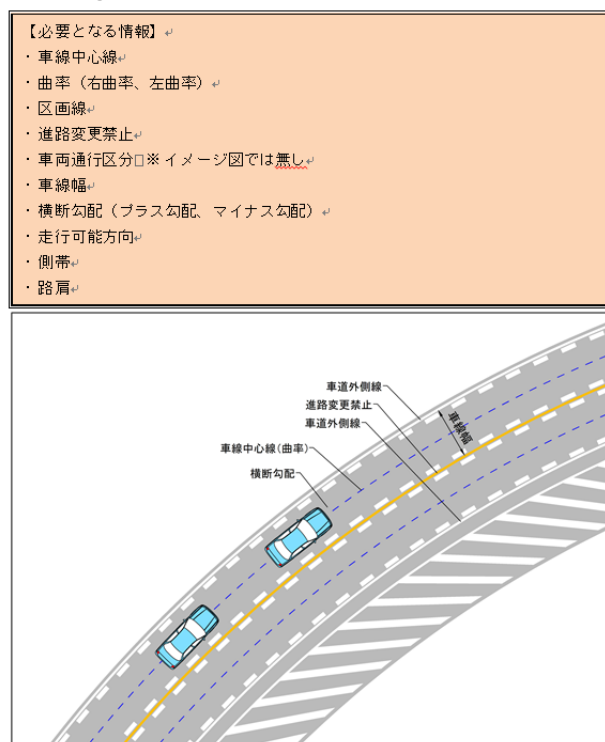 【必要となる情報】
・車線中心線
・曲率（右曲率、左曲率）
・区画線
・進路変更禁止
・車両通行区分□※イメージ図では無し
・車線幅
・横断勾配（プラス勾配、マイナス勾配）
・走行可能方向
・側帯
・路肩
車道外側線
進路変更禁止
車道外側線
車線幅
車線中心線(曲率)
横断勾配